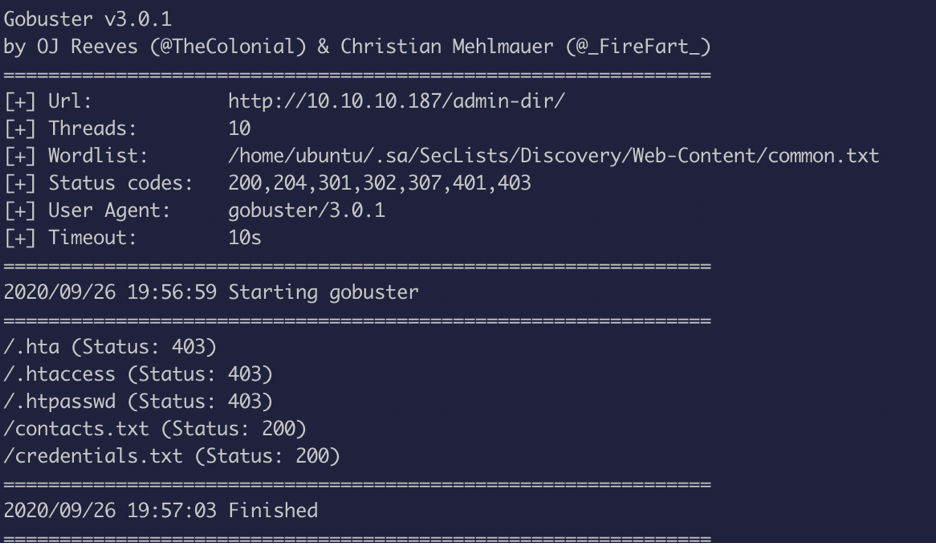 Gobuster v3.0.1
by OJ Reeves (@TheColonial) & Christian Mehlmauer (@_FireFart_)
===============================================================
[+] Url:            http://10.10.10.187/admin-dir/
[+] Threads:        10
[+] Wordlist:       /home/ubuntu/.sa/SecLists/Discovery/Web-Content/common.txt
[+] Status codes:   200,204,301,302,307,401,403
[+] User Agent:     gobuster/3.0.1
[+] Timeout:        10s
===============================================================
2020/09/26 19:56:59 Starting gobuster
===============================================================
/.hta (Status: 403)
/.htaccess (Status: 403)
/.htpasswd (Status: 403)
/contacts.txt (Status: 200)
/credentials.txt (Status: 200)
===============================================================
2020/09/26 19:57:03 Finished
===============================================================